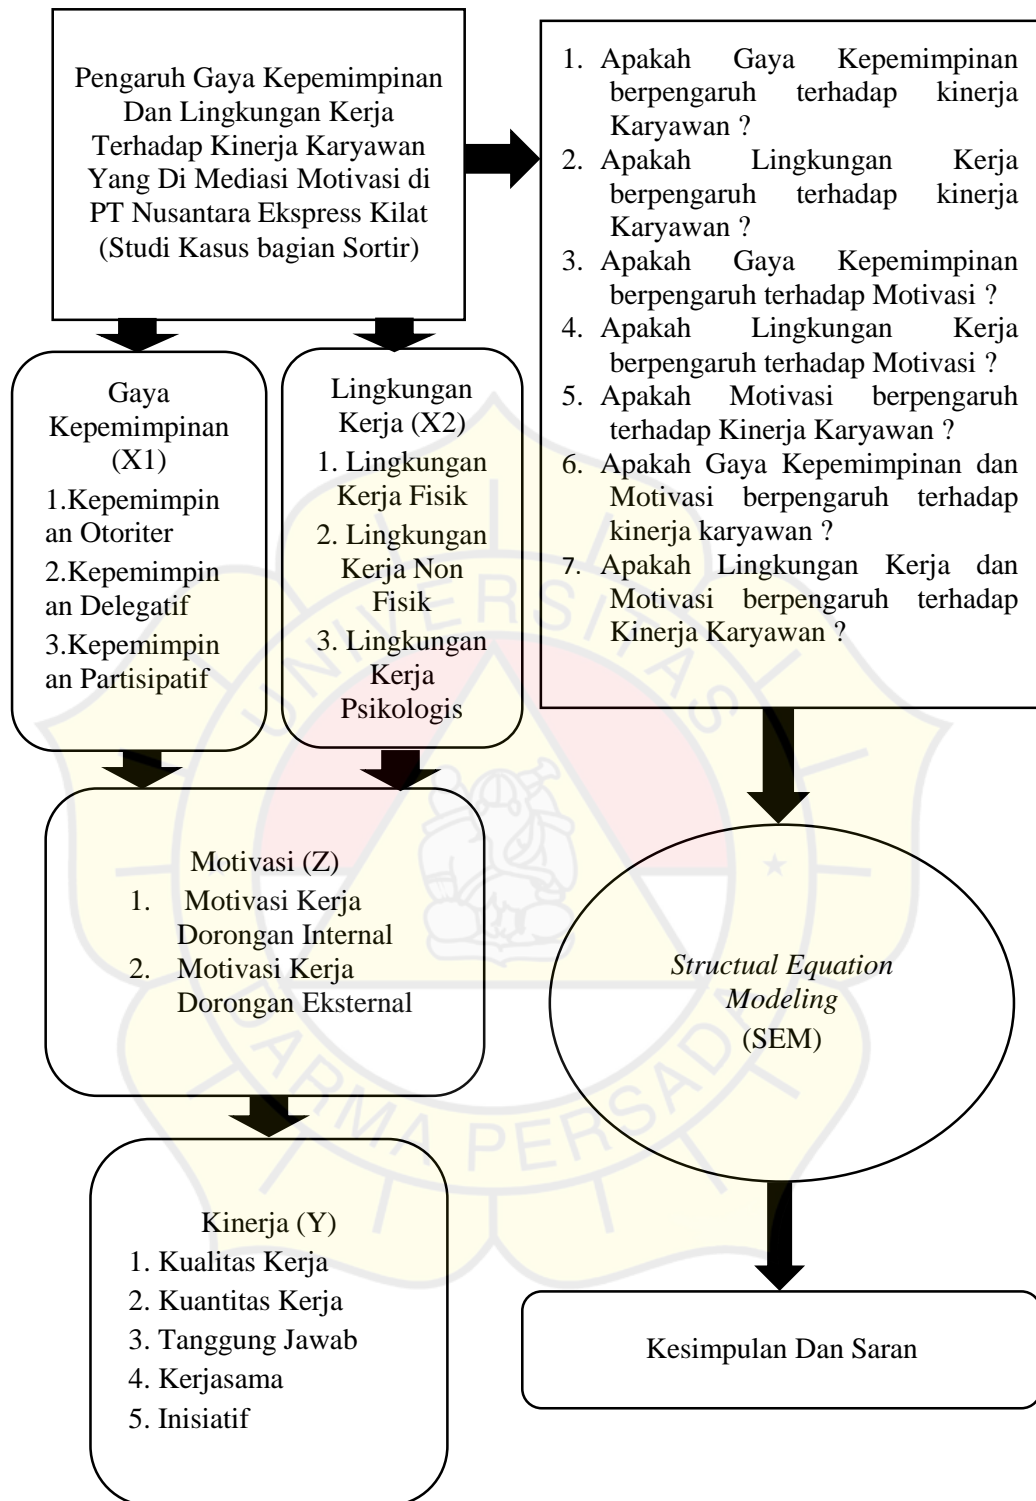 Pengaruh Gaya Kepemimpinan
Dan Lingkungan Kerja
Terhadap Kinerja Karyawan
Yang Di Mediasi Motivasi di
PT Nusantara Ekspress Kilat
(Studi Kasus bagian Sortir)
1. Apakah Gaya Kepemimpinan
berpengaruh terhadap kinerja
Karyawan ?
2. Apakah Lingkungan Kerja
berpengaruh terhadap kinerja
Karyawan ?
3. Apakah Gaya Kepemimpinan
berpengaruh terhadap Motivasi ?
4. Apakah Lingkungan Kerja
berpengaruh terhadap Motivasi ?
5. Apakah Motivasi berpengaruh
terhadap Kinerja Karyawan ?
6. Apakah Gaya Kepemimpinan dan
Motivasi berpengaruh terhadap
kinerja karyawan ?
7. Apakah Lingkungan Kerja dan
Motivasi berpengaruh terhadap
Kinerja Karyawan ?
Gaya
Kepemimpinan
(X1)
1.Kepemimpin
an Otoriter
2.Kepemimpin
an Delegatif
3.Kepemimpin
an Partisipatif
Lingkungan
Kerja (X2)
1. Lingkungan
Kerja Fisik
2. Lingkungan
Kerja Non
Fisik
3. Lingkungan
Kerja
Psikologis
Motivasi (Z)
1. Motivasi Kerja
Dorongan Internal
2. Motivasi Kerja
Dorongan Eksternal
Structual Equation
Modeling
(SEM)
Kinerja (Y)
1. Kualitas Kerja
2. Kuantitas Kerja
3. Tanggung Jawab
4. Kerjasama
5. Inisiatif
Kesimpulan Dan Saran
UNIVERSITAS
DARMA PERSADA